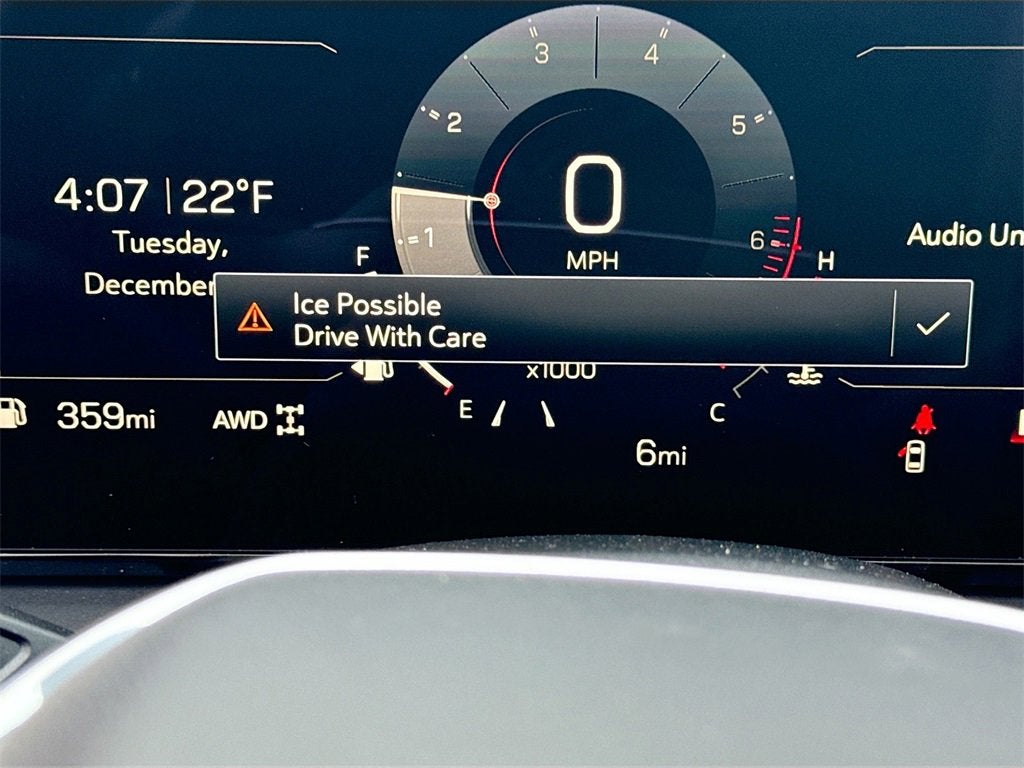 3
4
2
5
4:07 | 22°F
0
Tuesday,
1
6
Audio Un
F
MPH
H
December
Ice Possible
Drive With Care
x1000
359mi
AWD
E
C
6mi